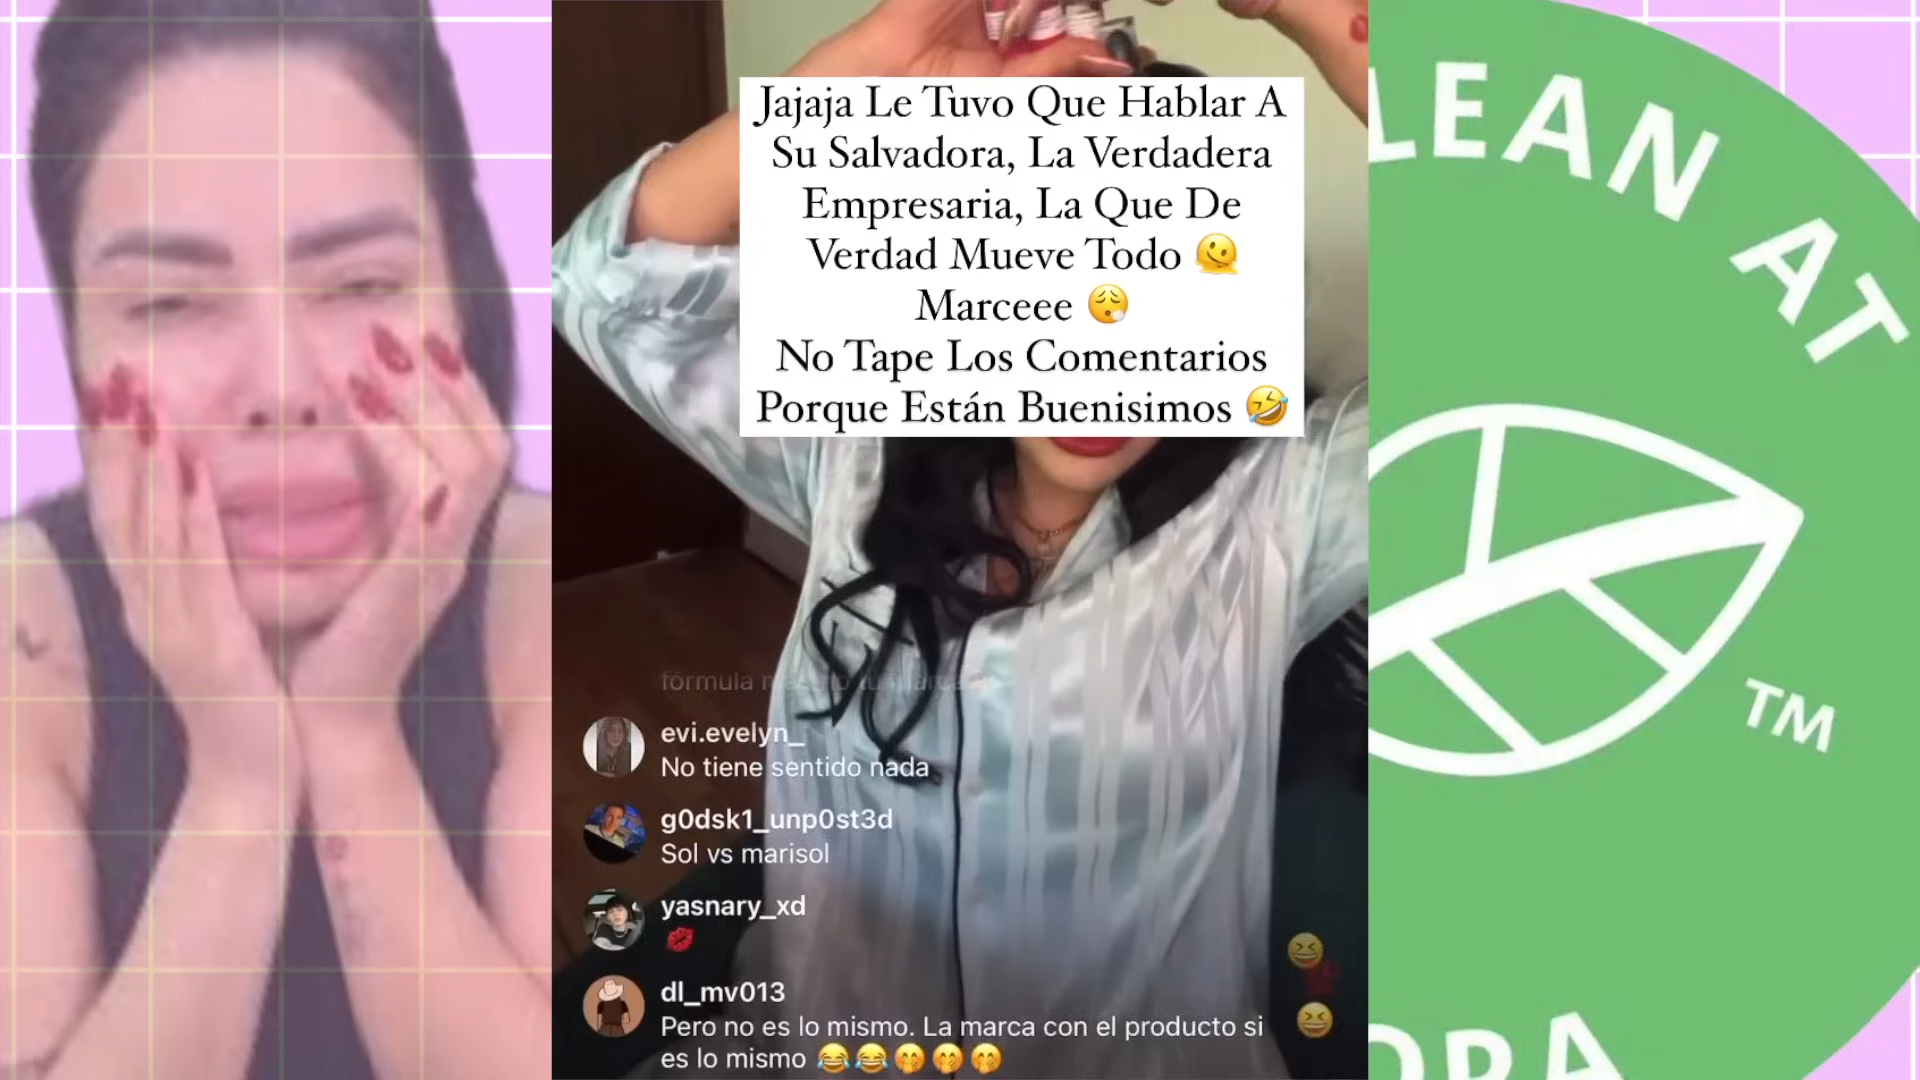 Jajaja Le Tuvo Que Hablar A
Su Salvadora, La Verdadera
Empresaria, La Que De
Verdad Mueve Todo 🫠
Marceee 😮‍💨
No Tape Los Comentarios
Porque Están Buenisimos 🤣
fórmula
evi.evelyn_
No tiene sentido nada
g0dsk1_unp0st3d
Sol vs marisol
yasnary_xd
💋
dl_mv013
Pero no es lo mismo. La marca con el producto si
es lo mismo 😂😂🤭🤭🤭
LEAN AT
TM
ORA